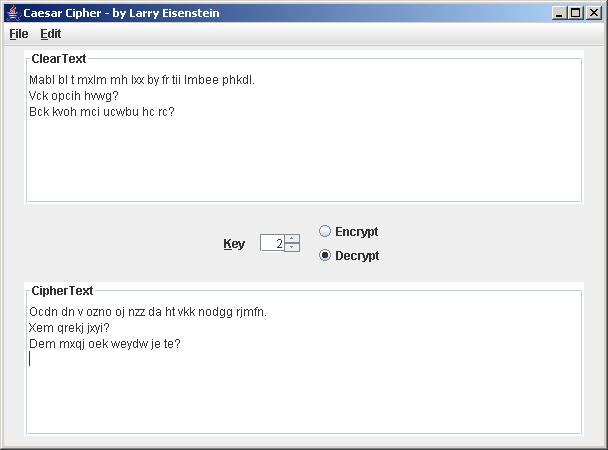 Caesar Cipher - by Larry Eisenstein
File Edit
ClearText
Mabl bl t mxlm mh lxx by fr tii lmbee phkdl.
Vck opcih hvwg?
Bck kvoh mci ucwbu hc rc?
Key 2
Encrypt
Decrypt
CipherText
Ocdn dn v ozno oj nzz da ht vkk nodgg rjmfn.
Xem qrekj jxyi?
Dem mxqj oek weydw je te?